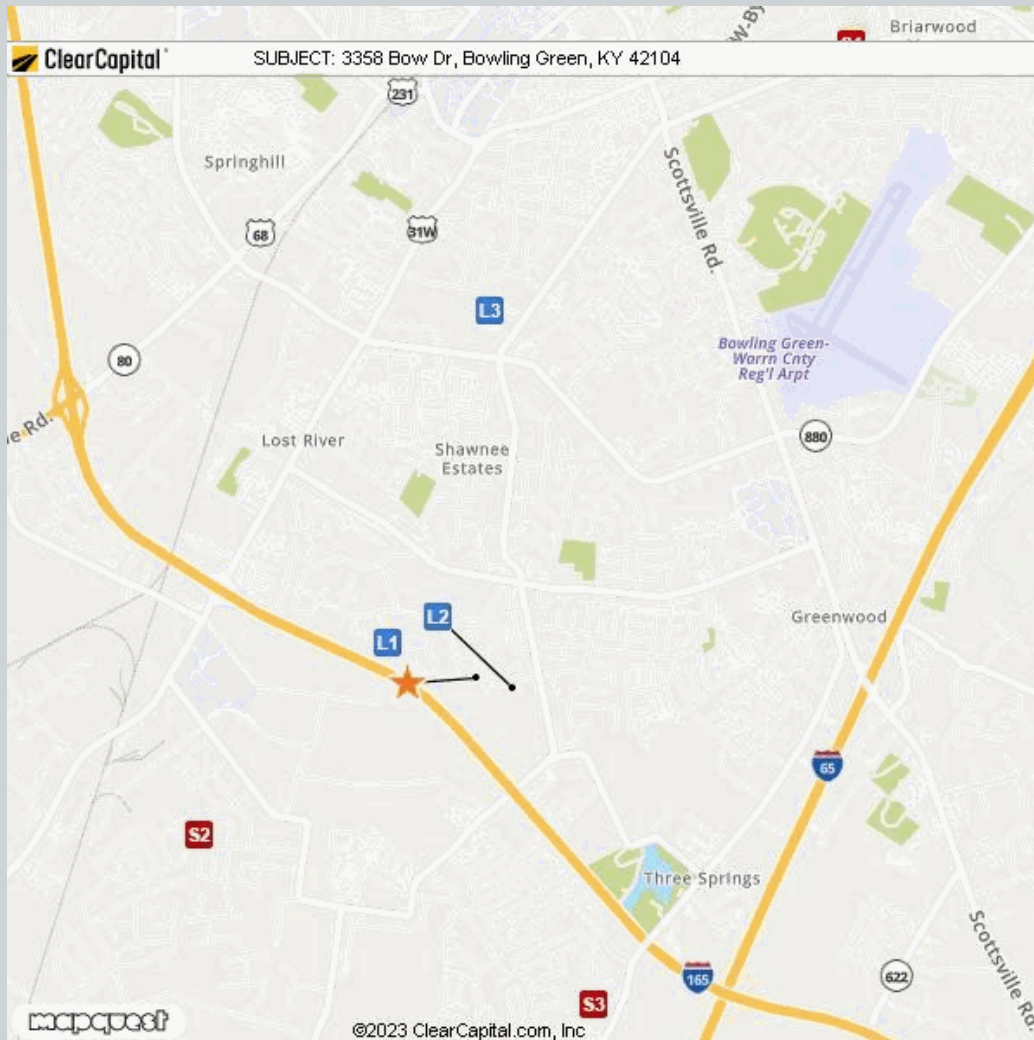 Briarwood
ClearCapital
SUBJECT: 3358 Bow Dr, Bowling Green, KY 42104
231
Springhill
Scottsville Rd.
68
31W
L3
Bowling Green-
Warrn Cnty
Reg'l Arpt
80
e Rd.
Lost River
Shawnee
Estates
880
L2
Greenwood
L1
65
S2
Three Springs
Scottsville Rd.
622
165
S3
mapquest
©2023 ClearCapital.com, Inc